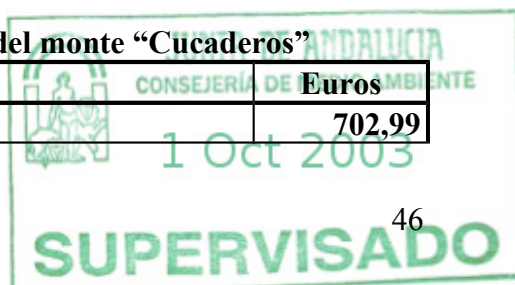 del monte “Cucaderos”
JUNTA DE ANDALUCIA
CONSEJERÍA DE MEDIO AMBIENTE
Euros
702,99
1 Oct 2003
46
SUPERVISADO